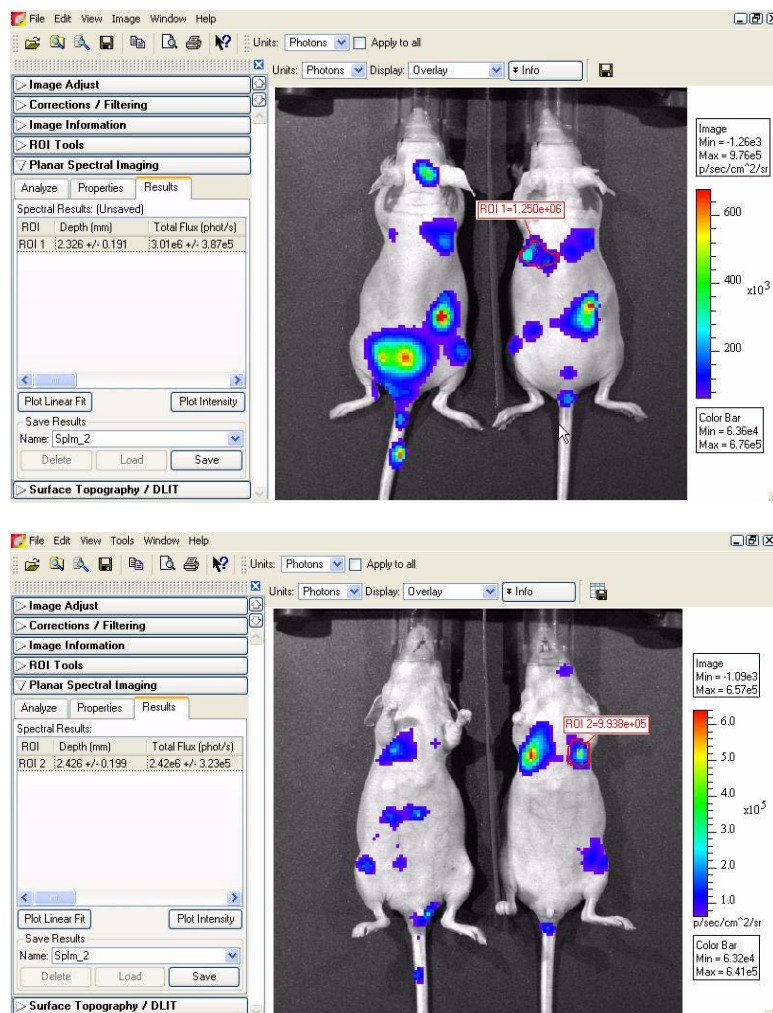 File Edit View Image Window Help
Units: Photons Apply to all
Units: Photons Display: Overlay Info
Image Adjust
Corrections / Filtering
Image Information
ROI Tools
Planar Spectral Imaging
Analyze Properties Results
Spectral Results: (Unsaved)
ROI Depth (mm) Total Flux (phot/s)
ROI 1 2.326 +/- 0.191 3.01e6 +/- 3.87e5
Plot Linear Fit Plot Intensity
Save Results
Name: Splm_2
Delete Load Save
Surface Topography / DLIT
ROI 1=1.250e+06
Image
Min = -1.26e3
Max = 9.76e5
p/sec/cm^2/sr
600
400
x10³
200
Color Bar
Min = 6.36e4
Max = 6.76e5
File Edit View Tools Window Help
Units: Photons Apply to all
Units: Photons Display: Overlay Info
Image Adjust
Corrections / Filtering
Image Information
ROI Tools
Planar Spectral Imaging
Analyze Properties Results
Spectral Results:
ROI Depth (mm) Total Flux (phot/s)
ROI 2 2.426 +/- 0.199 2.42e6 +/- 3.23e5
Plot Linear Fit Plot Intensity
Save Results
Name: Splm_2
Delete Load Save
Surface Topography / DLIT
ROI 2=9.938e+05
Image
Min = -1.09e3
Max = 6.57e5
6.0
5.0
4.0
x10⁵
3.0
2.0
1.0
p/sec/cm^2/sr
Color Bar
Min = 6.32e4
Max = 6.41e5